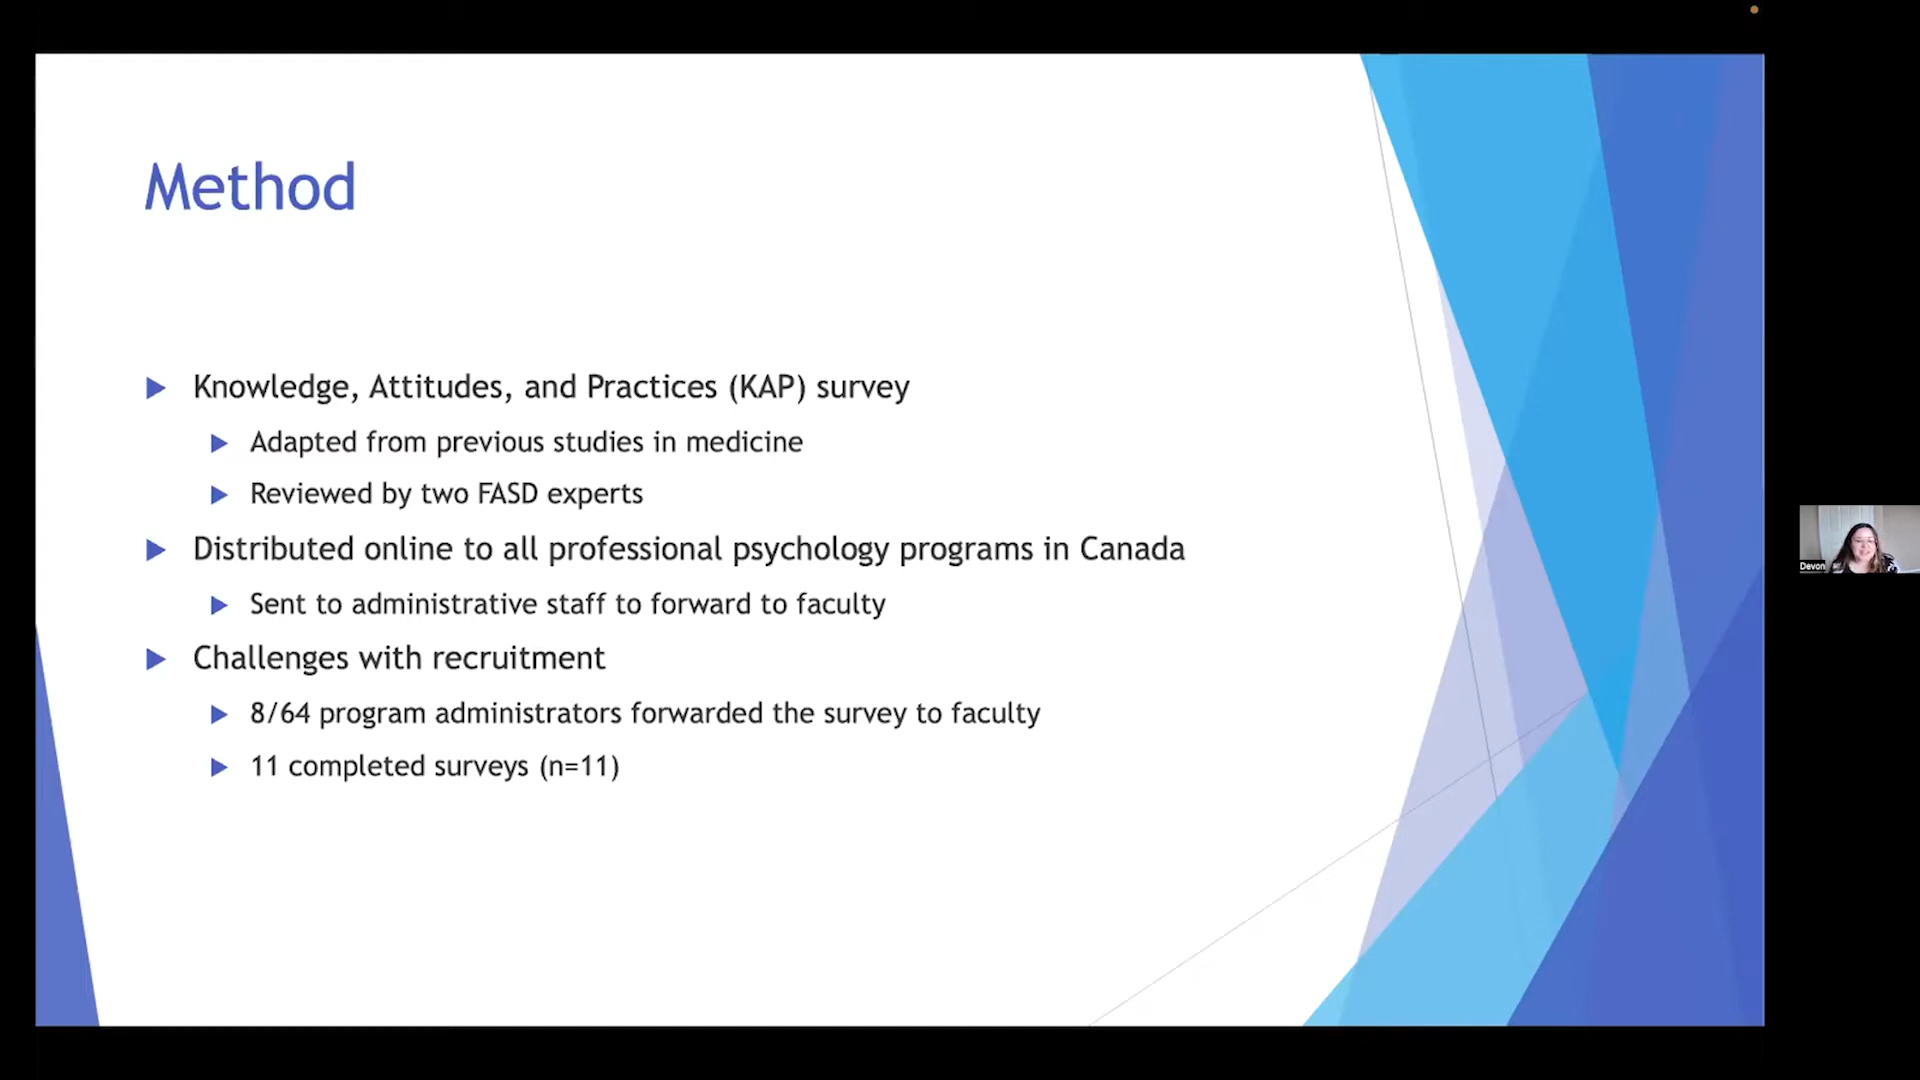 Method
Knowledge, Attitudes, and Practices (KAP) survey
Adapted from previous studies in medicine
Reviewed by two FASD experts
Distributed online to all professional psychology programs in Canada
Sent to administrative staff to forward to faculty
Challenges with recruitment
8/64 program administrators forwarded the survey to faculty
11 completed surveys (n=11)
Devon